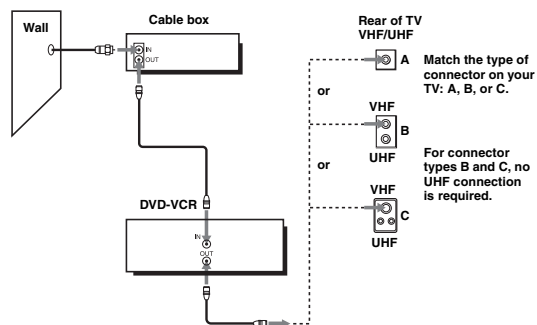 Wall
Cable box
IN
OUT
DVD-VCR
IN
OUT
Rear of TV
VHF/UHF
A
or
VHF
B
UHF
or
VHF
C
UHF
Match the type of
connector on your
TV: A, B, or C.
For connector
types B and C, no
UHF connection
is required.